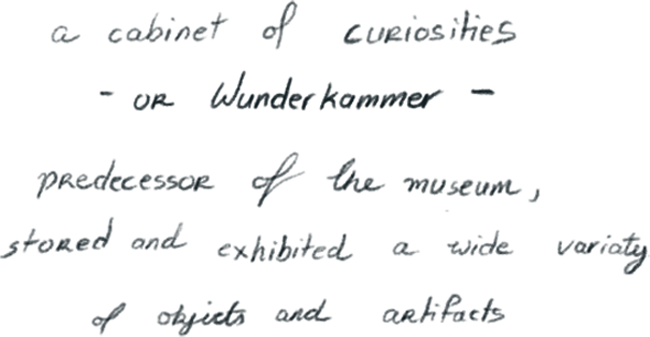 a cabinet of curiosities
- or Wunderkammer -
predecessor of the museum,
stored and exhibited a wide variaty
of objects and artifacts